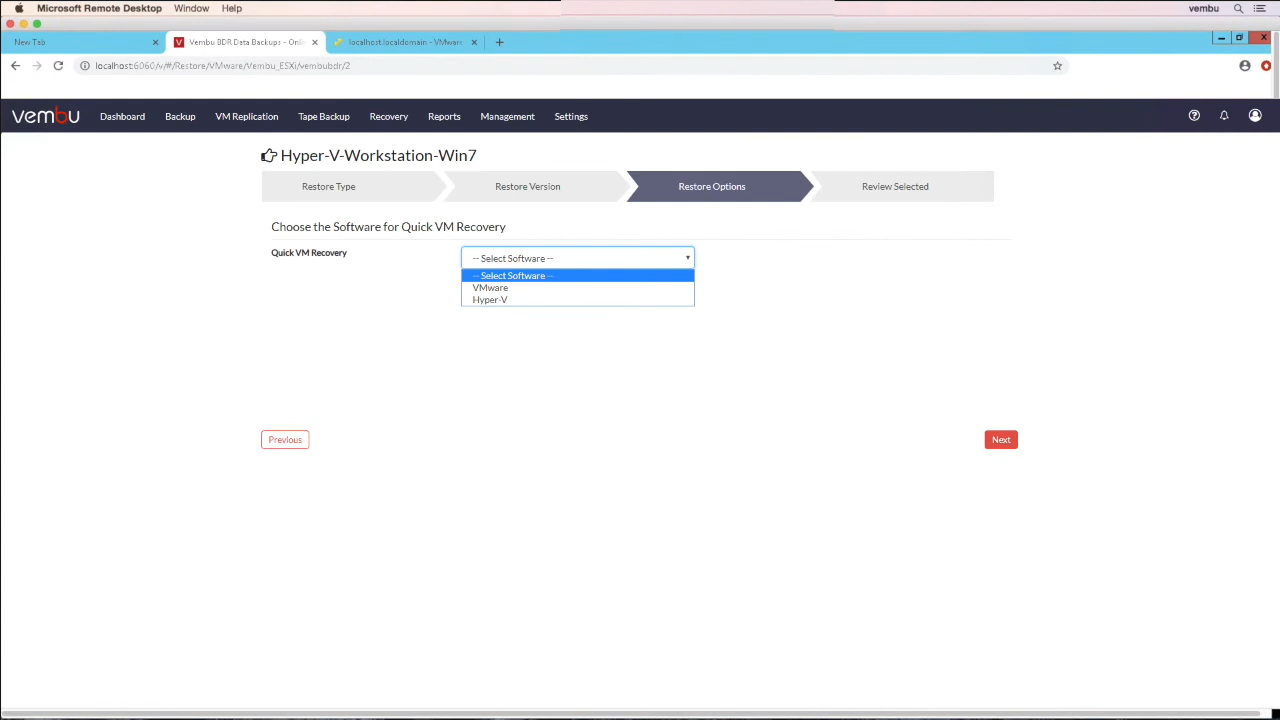 Microsoft Remote Desktop Window Help vembu
New Tab Vembu BDR Data Backups - Onli localhost.localdomain - VMware
localhost:6060/v/#/Restore/VMware/Vembu_ESXi/vembubdr/2
vembu Dashboard Backup VM Replication Tape Backup Recovery Reports Management Settings
Hyper-V-Workstation-Win7
Restore Type Restore Version Restore Options Review Selected
Choose the Software for Quick VM Recovery
Quick VM Recovery
-- Select Software --
-- Select Software --
VMware
Hyper-V
Previous Next